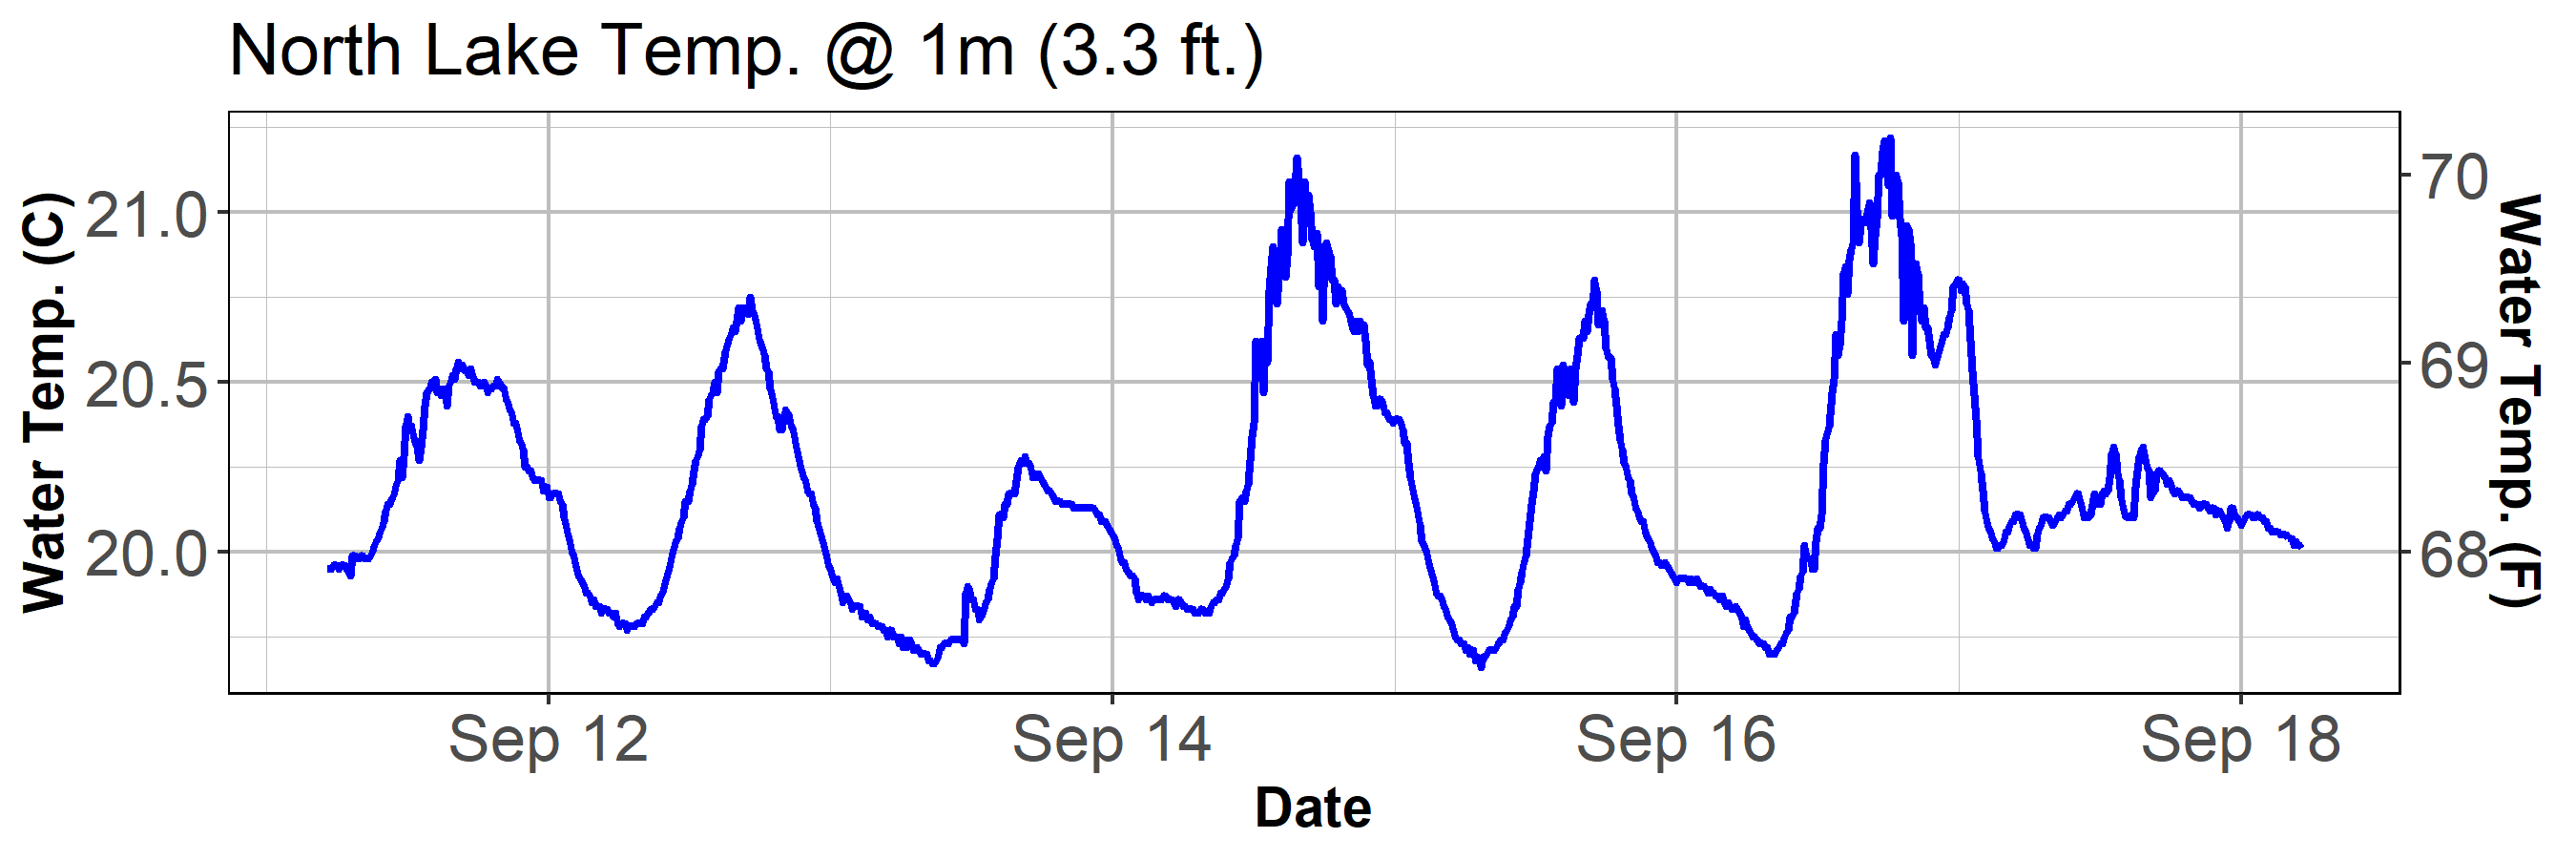 North Lake Temp. @ 1m (3.3 ft.)
Water Temp. (C)
21.0
20.5
20.0
70
69
68
Water Temp. (F)
Sep 12
Sep 14
Sep 16
Sep 18
Date